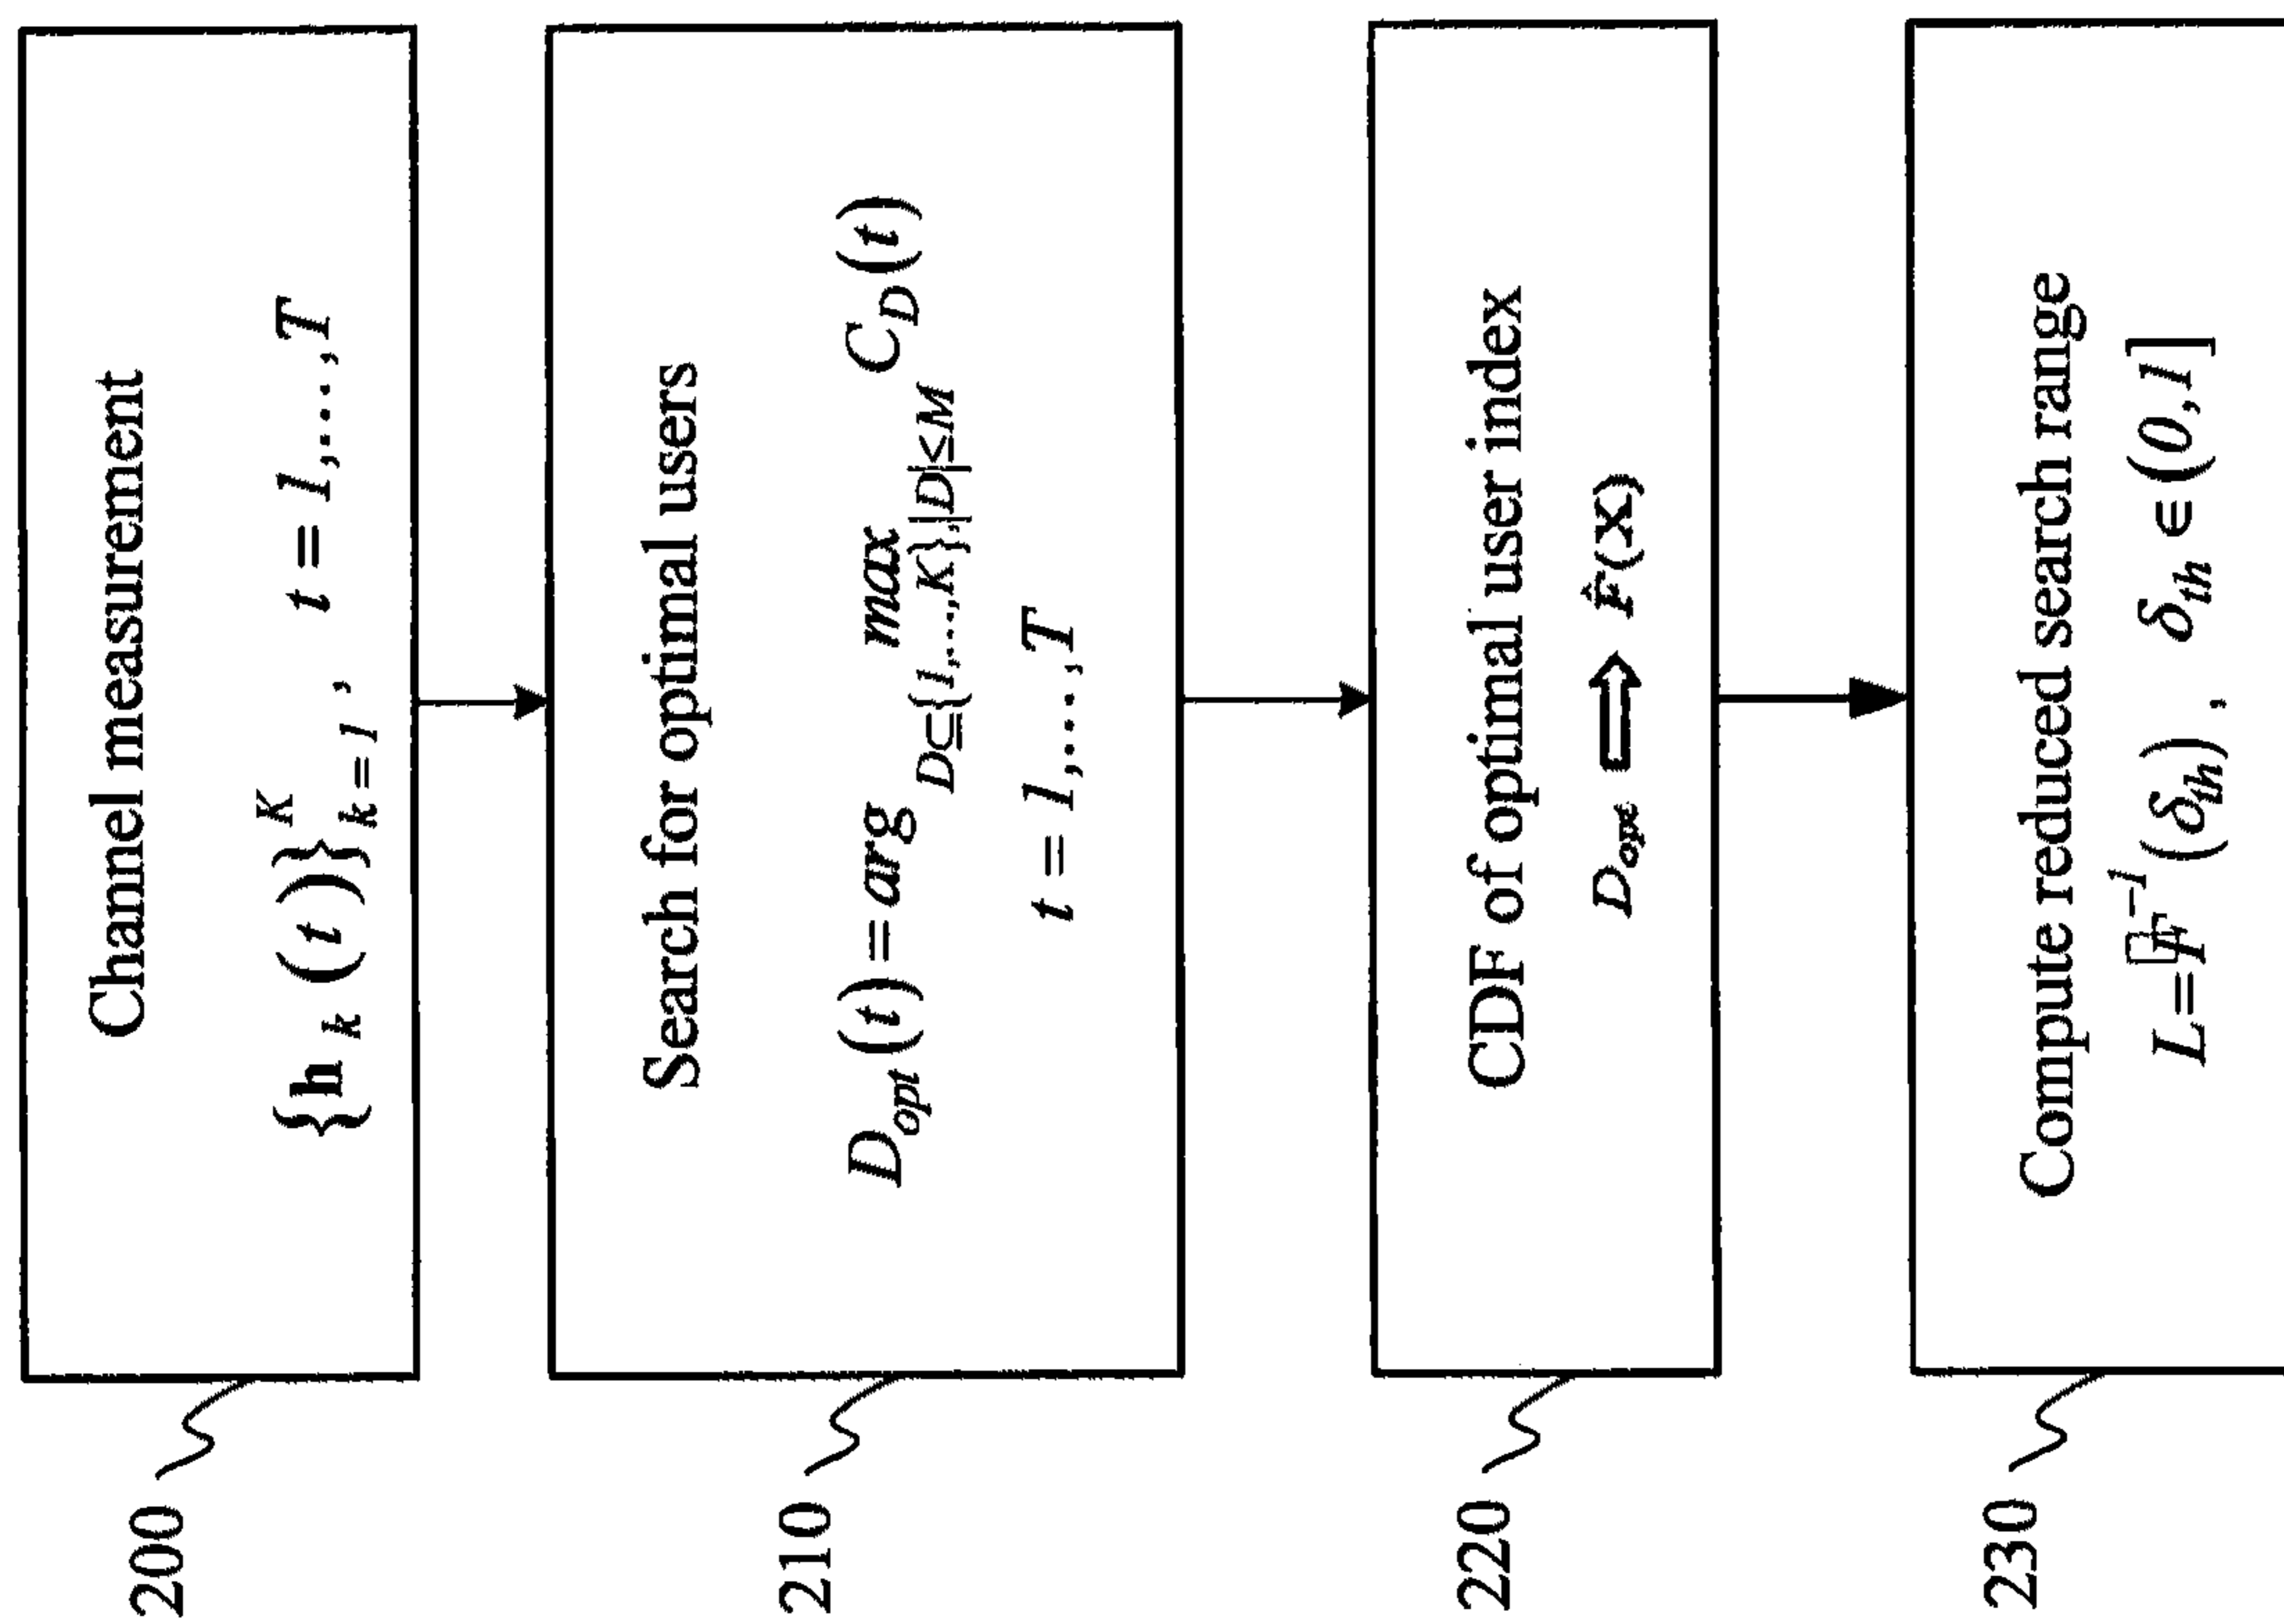 200
Channel measurement
{h_k (t)}_{k=1}^K , t = 1,...,T
210
Search for optimal users
D_opt (t) = arg max_{D⊆{1,...,K},|D|≤M} C_D (t)
t = 1,...,T
220
CDF of optimal user index
D_opt ⇒ F̂(X)
230
Compute reduced search range
L=F^{-1}(δ_th) , δ_th ∈ (0,1]